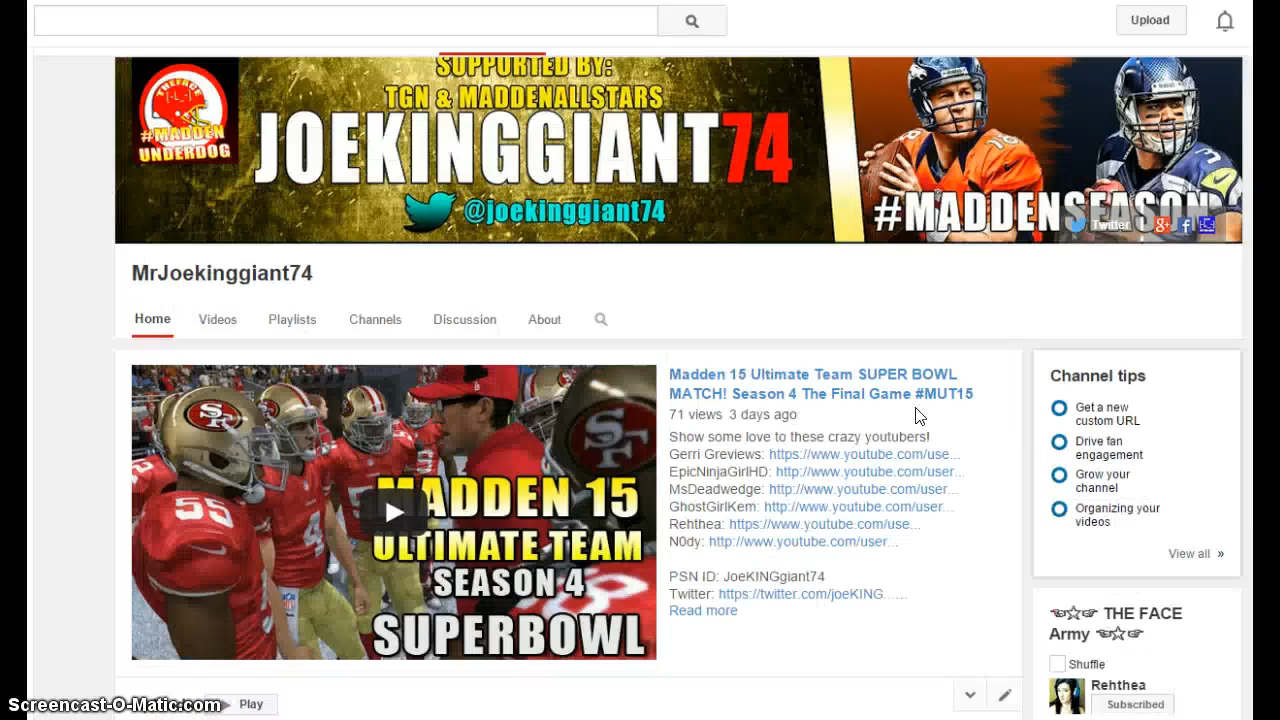 Upload
SUPPORTED BY:
TGN & MADDENALLSTARS
JOEKINGGIANT74
@joekinggiant74
THEFACE
#MADDEN
UNDERDOG
#MADDENSEASON
Twitter
MrJoekinggiant74
Home Videos Playlists Channels Discussion About
MADDEN 15
ULTIMATE TEAM
SEASON 4
SUPERBOWL
55
4
SF
Madden 15 Ultimate Team SUPER BOWL
MATCH! Season 4 The Final Game #MUT15
71 views 3 days ago
Show some love to these crazy youtubers!
Gerri Greviews: https://www.youtube.com/use...
EpicNinjaGirlHD: http://www.youtube.com/user...
MsDeadwedge: http://www.youtube.com/user...
GhostGirlKem: http://www.youtube.com/user...
Rehthea: https://www.youtube.com/use...
N0dy: http://www.youtube.com/user...
PSN ID: JoeKINGgiant74
Twitter: https://twitter.com/joeKING......
Read more
Channel tips
Get a new
custom URL
Drive fan
engagement
Grow your
channel
Organizing your
videos
View all »
☜☆☞ THE FACE
Army ☜☆☞
Shuffle
Rehthea
Subscribed
Play
Screencast-O-Matic.com